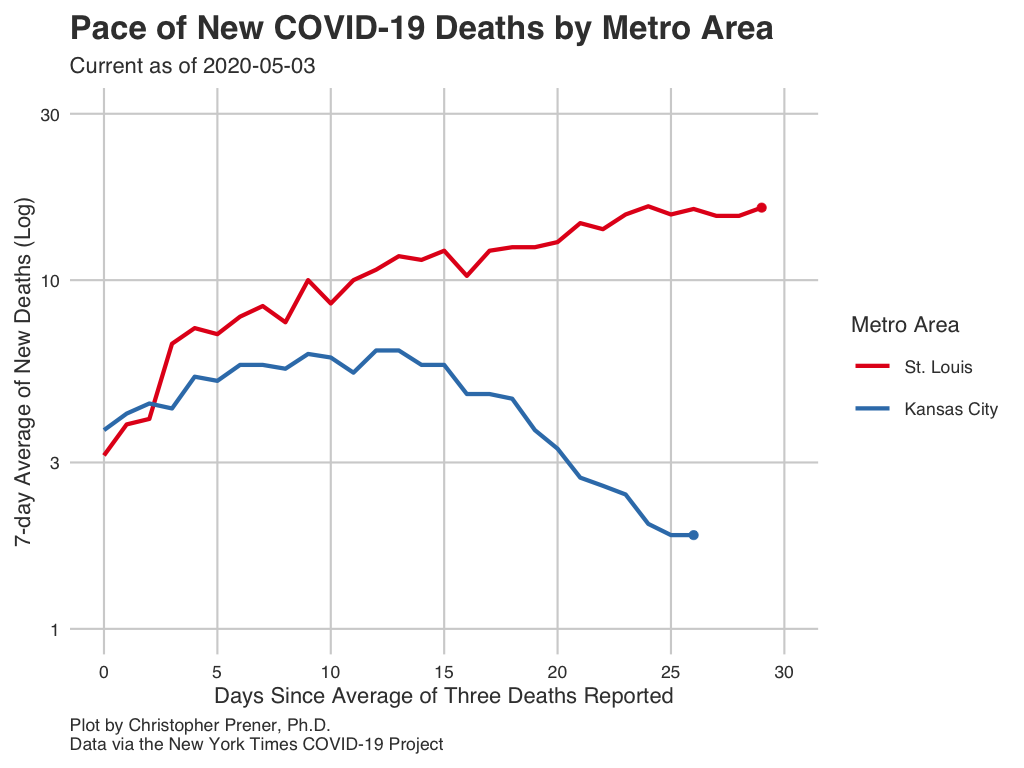 Pace of New COVID-19 Deaths by Metro Area
Current as of 2020-05-03
7-day Average of New Deaths (Log)
30
10
3
1
0 5 10 15 20 25 30
Days Since Average of Three Deaths Reported
Metro Area
St. Louis
Kansas City
Plot by Christopher Prener, Ph.D.
Data via the New York Times COVID-19 Project